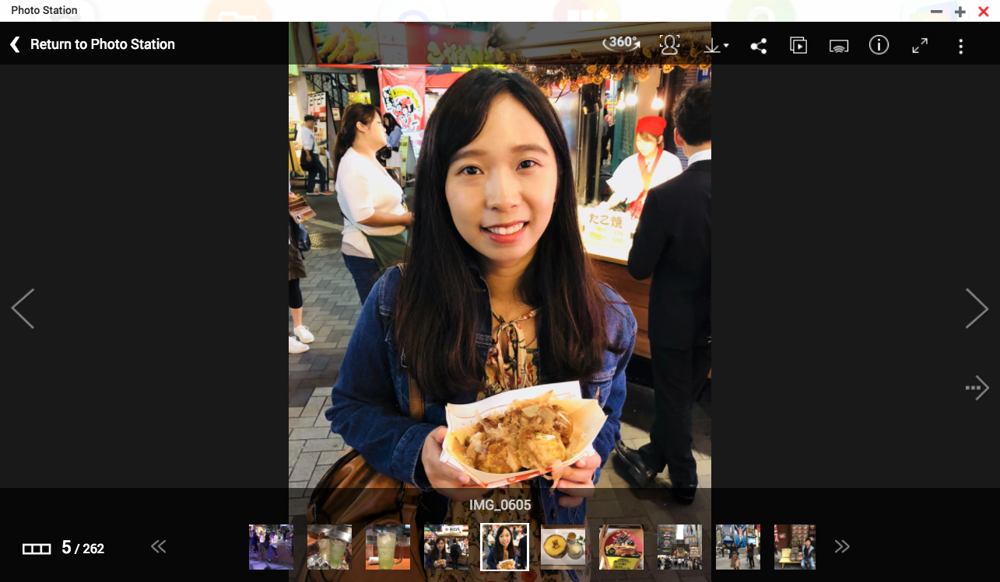 Photo Station
Return to Photo Station
360°
たこ焼
IMG_0605
5 / 262